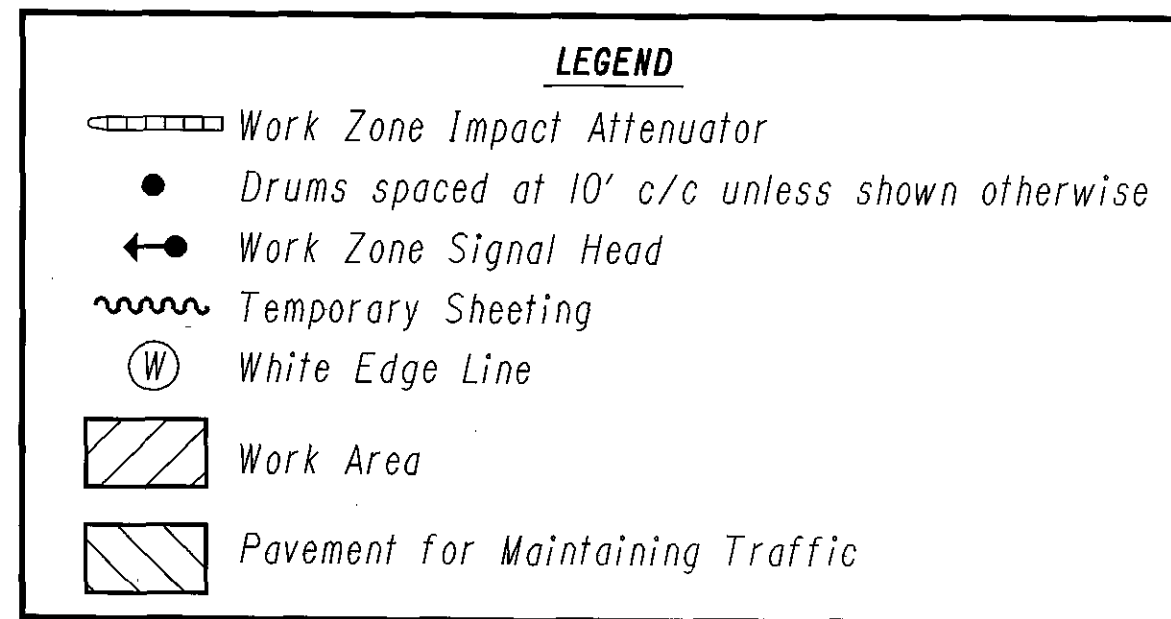 LEGEND
Work Zone Impact Attenuator
Drums spaced at 10' c/c unless shown otherwise
Work Zone Signal Head
Temporary Sheeting
W White Edge Line
Work Area
Pavement for Maintaining Traffic